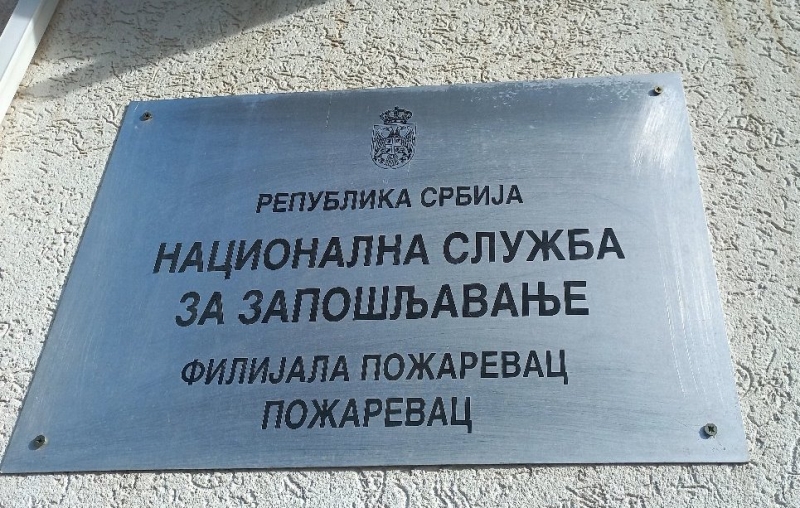 РЕПУБЛИКА СРБИЈА
НАЦИОНАЛНА СЛУЖБА
ЗА ЗАПОШЉАВАЊЕ
ФИЛИЈАЛА ПОЖАРЕВАЦ
ПОЖАРЕВАЦ